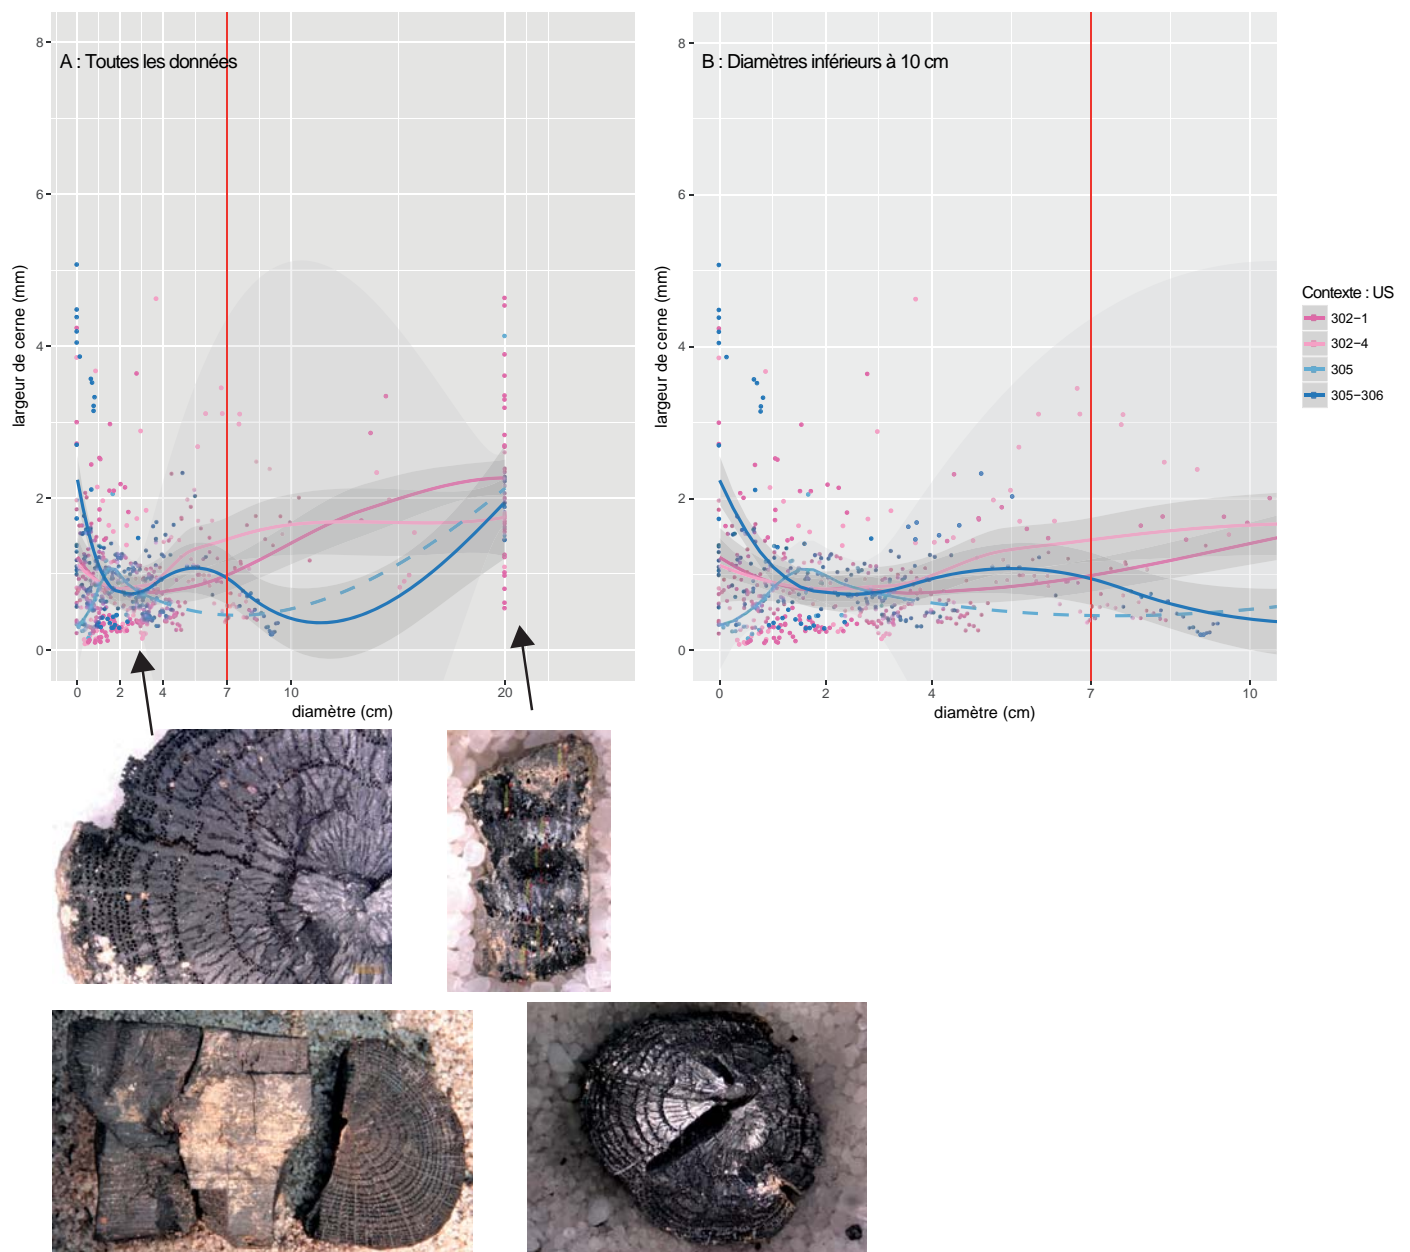 A : Toutes les données
8
6
4
2
0
largeur de cerne (mm)
0 2 4 7 10 20
diamètre (cm)
B : Diamètres inférieurs à 10 cm
8
6
4
2
0
largeur de cerne (mm)
0 2 4 7 10
diamètre (cm)
Contexte : US
302−1
302−4
305
305−306